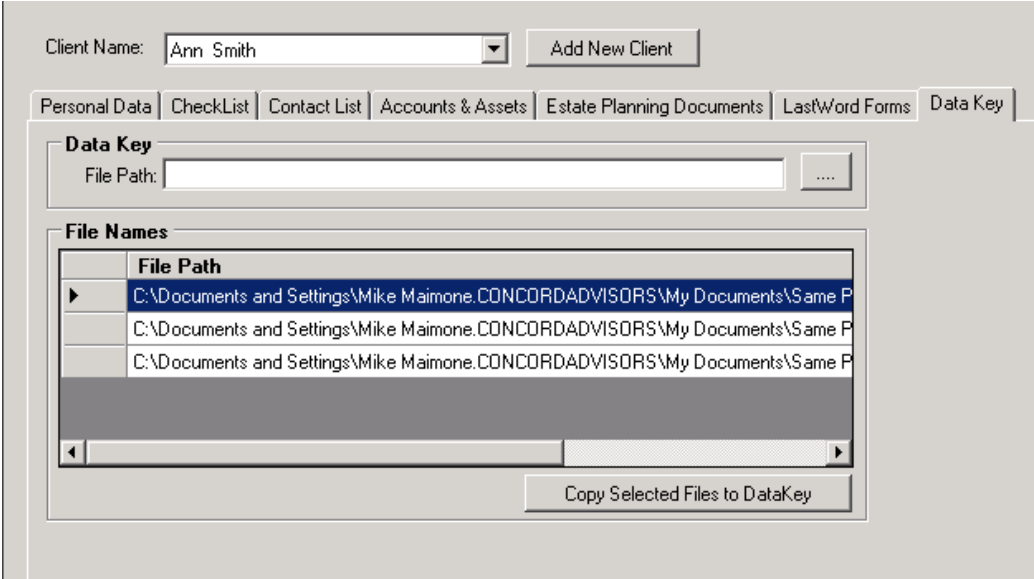 Client Name: Ann Smith Add New Client
Personal Data CheckList Contact List Accounts & Assets Estate Planning Documents LastWord Forms Data Key
Data Key
File Path: ....
File Names
File Path
C:\Documents and Settings\Mike Maimone.CONCORDADVISORS\My Documents\Same P
C:\Documents and Settings\Mike Maimone.CONCORDADVISORS\My Documents\Same P
C:\Documents and Settings\Mike Maimone.CONCORDADVISORS\My Documents\Same P
Copy Selected Files to DataKey